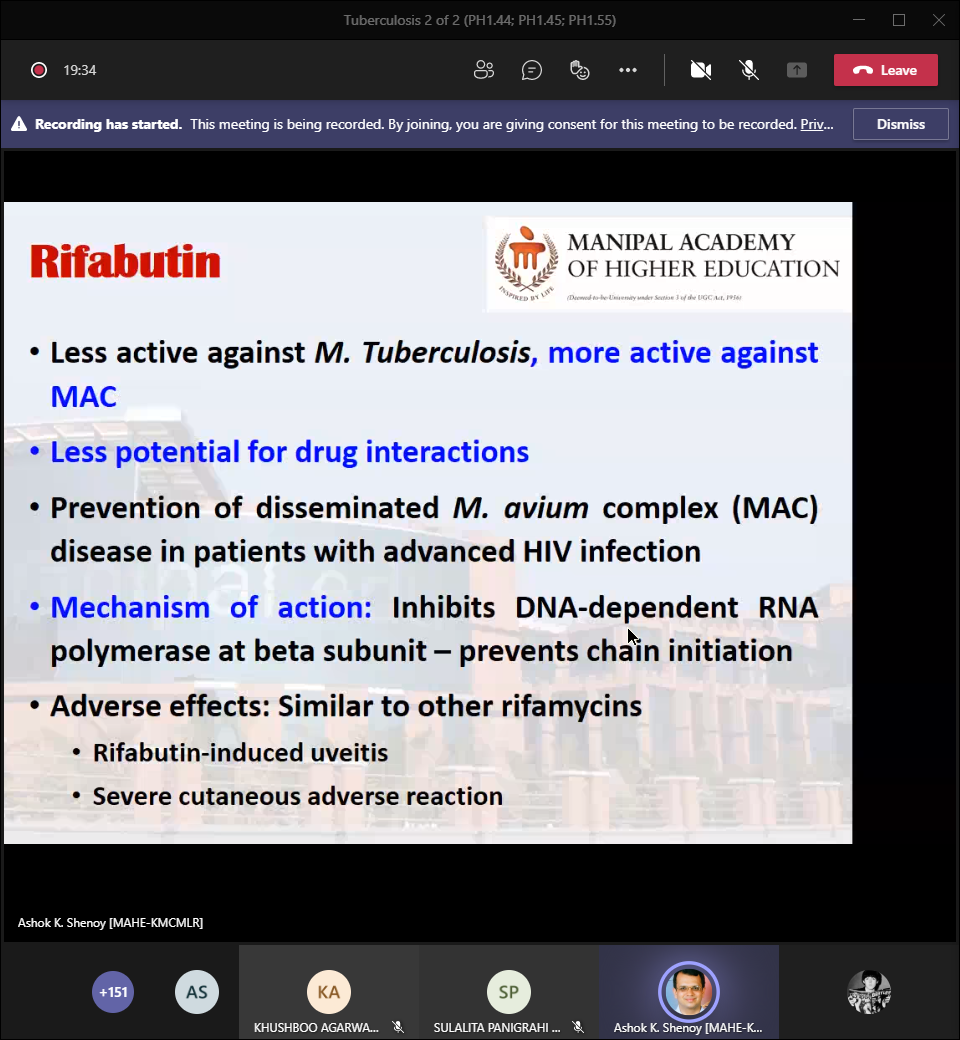 Tuberculosis 2 of 2 (PH1.44; PH1.45; PH1.55)
19:34
Leave
Recording has started. This meeting is being recorded. By joining, you are giving consent for this meeting to be recorded. Priv...
Dismiss
Rifabutin
MANIPAL ACADEMY
OF HIGHER EDUCATION
INSPIRED BY LIFE
(Deemed-to-be-University under Section 3 of the UGC Act, 1956)
• Less active against M. Tuberculosis, more active against
MAC
• Less potential for drug interactions
• Prevention of disseminated M. avium complex (MAC)
disease in patients with advanced HIV infection
• Mechanism of action: Inhibits DNA-dependent RNA
polymerase at beta subunit – prevents chain initiation
• Adverse effects: Similar to other rifamycins
• Rifabutin-induced uveitis
• Severe cutaneous adverse reaction
Ashok K. Shenoy [MAHE-KMCMLR]
+151
AS
KA
SP
KHUSHBOO AGARWA...
SULALITA PANIGRAHI ...
Ashok K. Shenoy [MAHE-K...